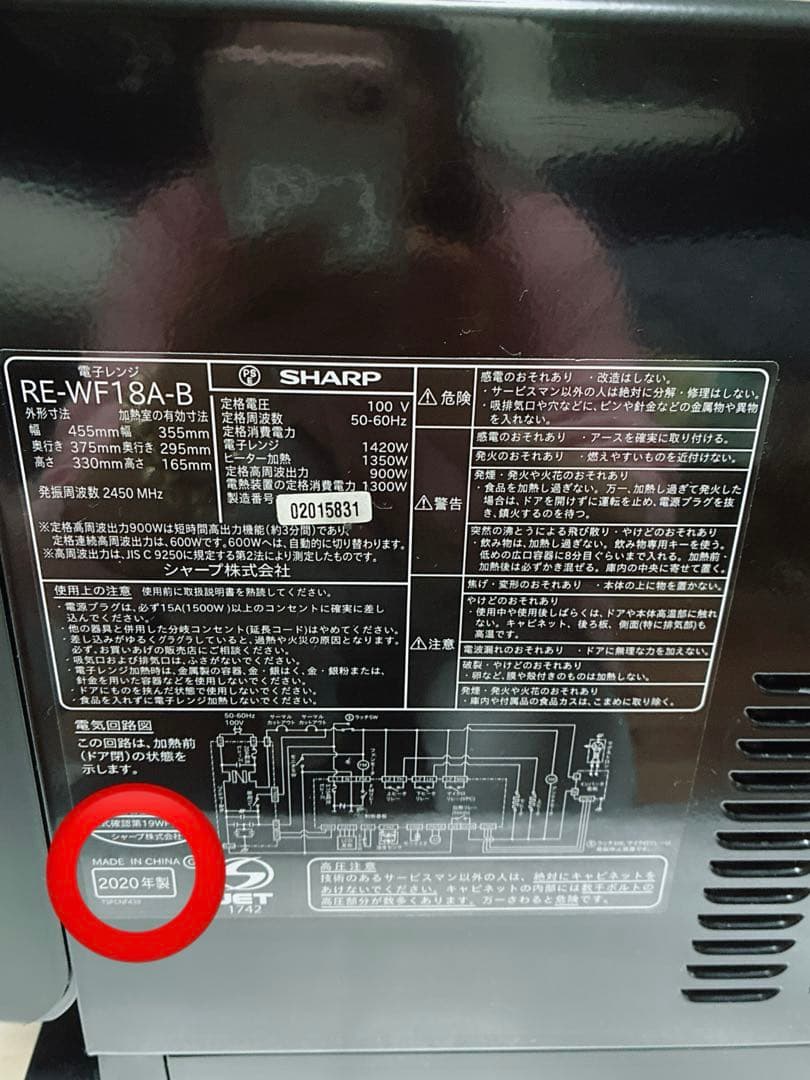 電子レンジ
RE-WF18A-B
外形寸法 加熱室の有効寸法
幅 455mm 幅 355mm
奥行き 375mm 奥行き 295mm
高さ 330mm 高さ 165mm
発振周波数 2450 MHz
PS E SHARP
定格電圧 100 V
定格周波数 50-60Hz
定格消費電力
電子レンジ 1420W
ヒーター加熱 1350W
定格高周波出力 900W
電熱装置の定格消費電力 1300W
製造番号 02015831
※定格高周波出力900Wは短時間高出力機能(約3分間)であり、
定格連続高周波出力は、600Wです。600Wへは、自動的に切り替わります。
※高周波出力は、JIS C 9250に規定する第2法により測定したものです。
シャープ株式会社
使用上の注意 使用前に取扱説明書を熟読してください。
・電源プラグは、必ず15A(1500W)以上のコンセントに確実に差し
込んでください。
・他の器具と併用した分岐コンセント(延長コード)はやめてください。
・差し込みがゆるくグラグラしていると、過熱や火災の原因となります。
必ず、お買いあげの販売店にご相談ください。
・吸気口および排気口は、ふさがないでください。
・電子レンジ加熱時は、金属製の容器、金・銀はく、金・銀粉または、
針金を用いた容器などを使用しないでください。
・ドアにものを挟んだ状態で使用しないでください。
・食品を入れずに電子レンジ加熱しないでください。
危険
感電のおそれあり ・改造はしない。
・サービスマン以外の人は絶対に分解・修理はしない。
・吸排気口や穴などに、ピンや針金などの金属物や異物
を入れない。
警告
感電のおそれあり ・アースを確実に取り付ける。
発火のおそれあり ・燃えやすいものを近付けない。
発煙・発火や火花のおそれあり
・食品を加熱し過ぎない。万一、加熱し過ぎて発火した
場合は、ドアを開けずに運転を止め、電源プラグを抜
き、鎮火するのを待つ。
突然の沸とうによる飛び散り・やけどのおそれあり
・飲み物は、加熱し過ぎない。飲み物専用キーを使う。
低めの広口容器に8分目ぐらいまで入れ、加熱前・
加熱後は必ずかき混ぜる。庫内の中央に寄せて置く。
注意
焦げ・変形のおそれあり ・本体の上に物を置かない。
やけどのおそれあり
・使用中や使用後しばらくは、ドアや本体高温部に触れ
ない。キャビネット、後ろ板、側面(特に排気部)も
高温です。
電波漏れのおそれあり ・ドアに無理な力を加えない。
破裂・やけどのおそれあり
・卵など、膜や殻付きのものは加熱しない。
発煙・発火や火花のおそれあり
・庫内や付属品の食品カスは、こまめに取り除く。
電気回路図
この回路は、加熱前
(ドア閉)の状態を
示します。
50-60Hz
100V
サーマル
カットアウト
サーマル
カットアウト
式確認第19WF
シャープ株式会社
MADE IN CHINA
2020年製
JET
1742
高圧注意
技術のあるサービスマン以外の人は、絶対にキャビネットを
あけないでください。キャビネットの内部には数千ボルトの
高圧部分が数多くあります。万一さわると危険です。